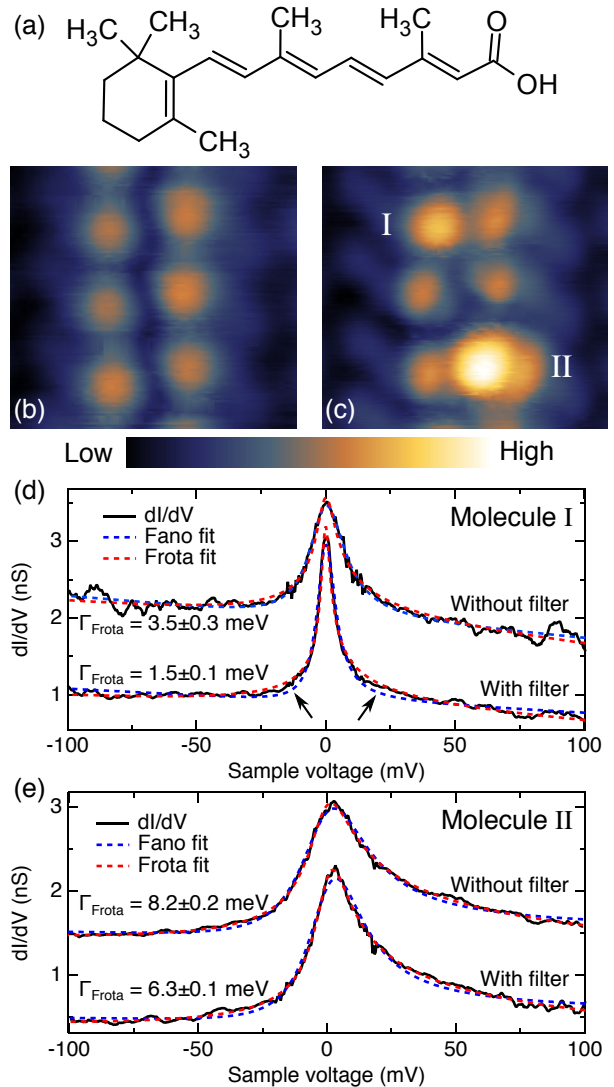 (a)
CH₃
CH₃
O
H₃C
H₃C
OH
CH₃
I
II
(b)
(c)
Low
High
(d)
dI/dV
Fano fit
Frota fit
Molecule I
Without filter
Γ_Frota = 3.5±0.3 meV
Γ_Frota = 1.5±0.1 meV
With filter
3
2
1
dI/dV (nS)
-100
-50
0
50
100
Sample voltage (mV)
(e)
dI/dV
Fano fit
Frota fit
Molecule II
Without filter
Γ_Frota = 8.2±0.2 meV
With filter
Γ_Frota = 6.3±0.1 meV
3
2
1
dI/dV (nS)
-100
-50
0
50
100
Sample voltage (mV)